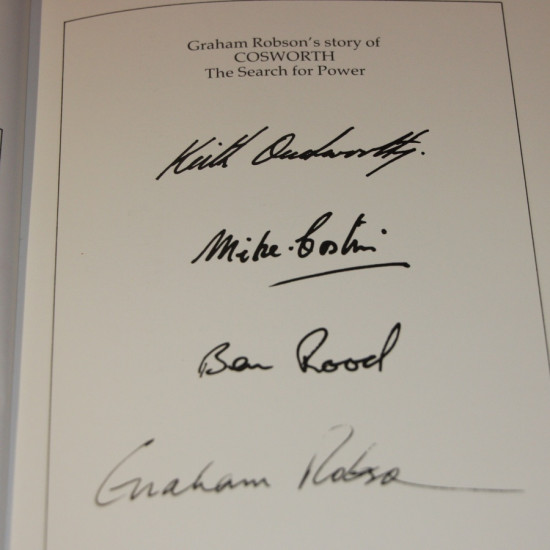 Graham Robson's story of
COSWORTH
The Search for Power
Keith Duckworth.
Mike Costin
Ben Rood
Graham Robson